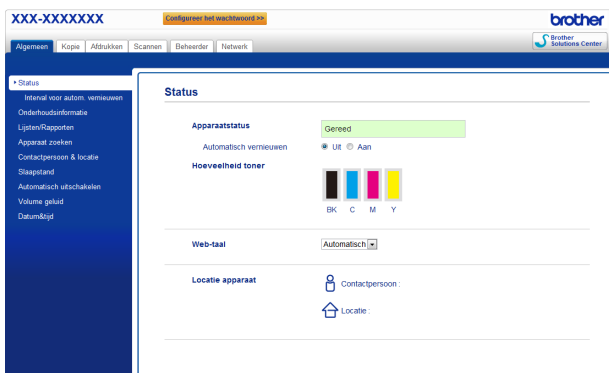 XXX-XXXXXXX
Configureer het wachtwoord >>
brother
Algemeen Kopie Afdrukken Scannen Beheerder Netwerk
Brother
Solutions Center
Status
Interval voor autom. vernieuwen
Onderhoudsinformatie
Lijsten/Rapporten
Apparaat zoeken
Contactpersoon & locatie
Slaapstand
Automatisch uitschakelen
Volume geluid
Datum&tijd
Status
Apparaatstatus
Gereed
Automatisch vernieuwen
Uit Aan
Hoeveelheid toner
BK C M Y
Web-taal
Automatisch
Locatie apparaat
Contactpersoon :
Locatie :